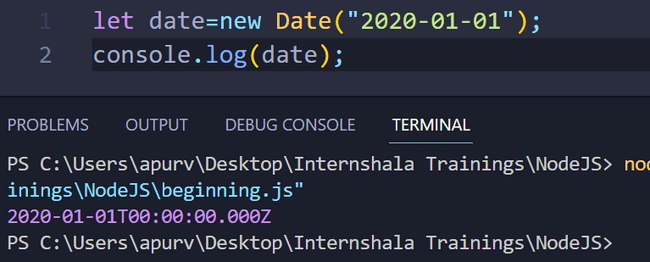 1 let date=new Date("2020-01-01");
2 console.log(date);
PROBLEMS OUTPUT DEBUG CONSOLE TERMINAL
PS C:\Users\apurv\Desktop\Internshala Trainings\NodeJS> noo
inings\NodeJS\beginning.js"
2020-01-01T00:00:00.000Z
PS C:\Users\apurv\Desktop\Internshala Trainings\NodeJS>